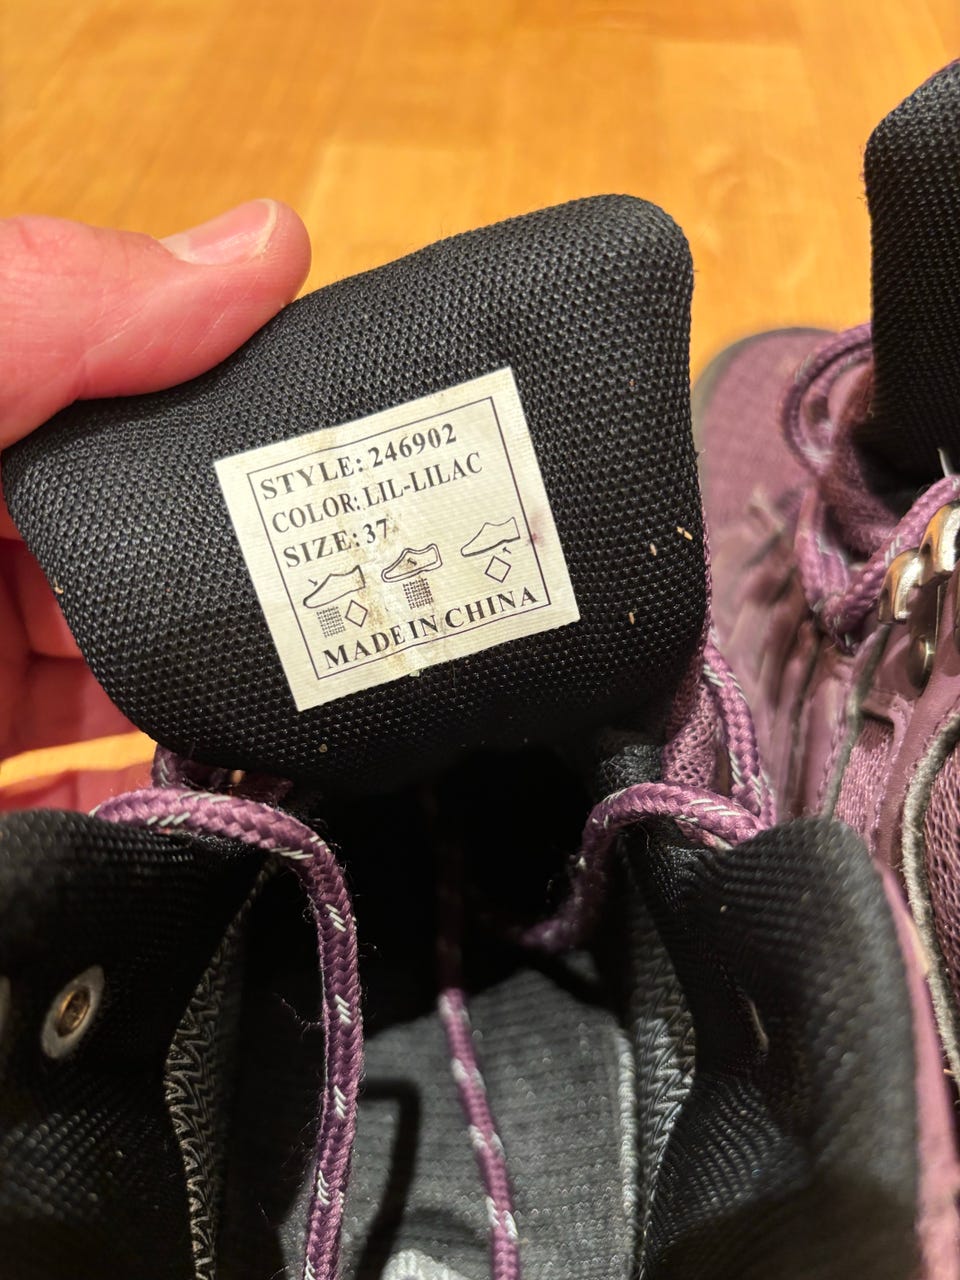 STYLE: 246902
COLOR: LIL-LILAC
SIZE: 37
MADE IN CHINA